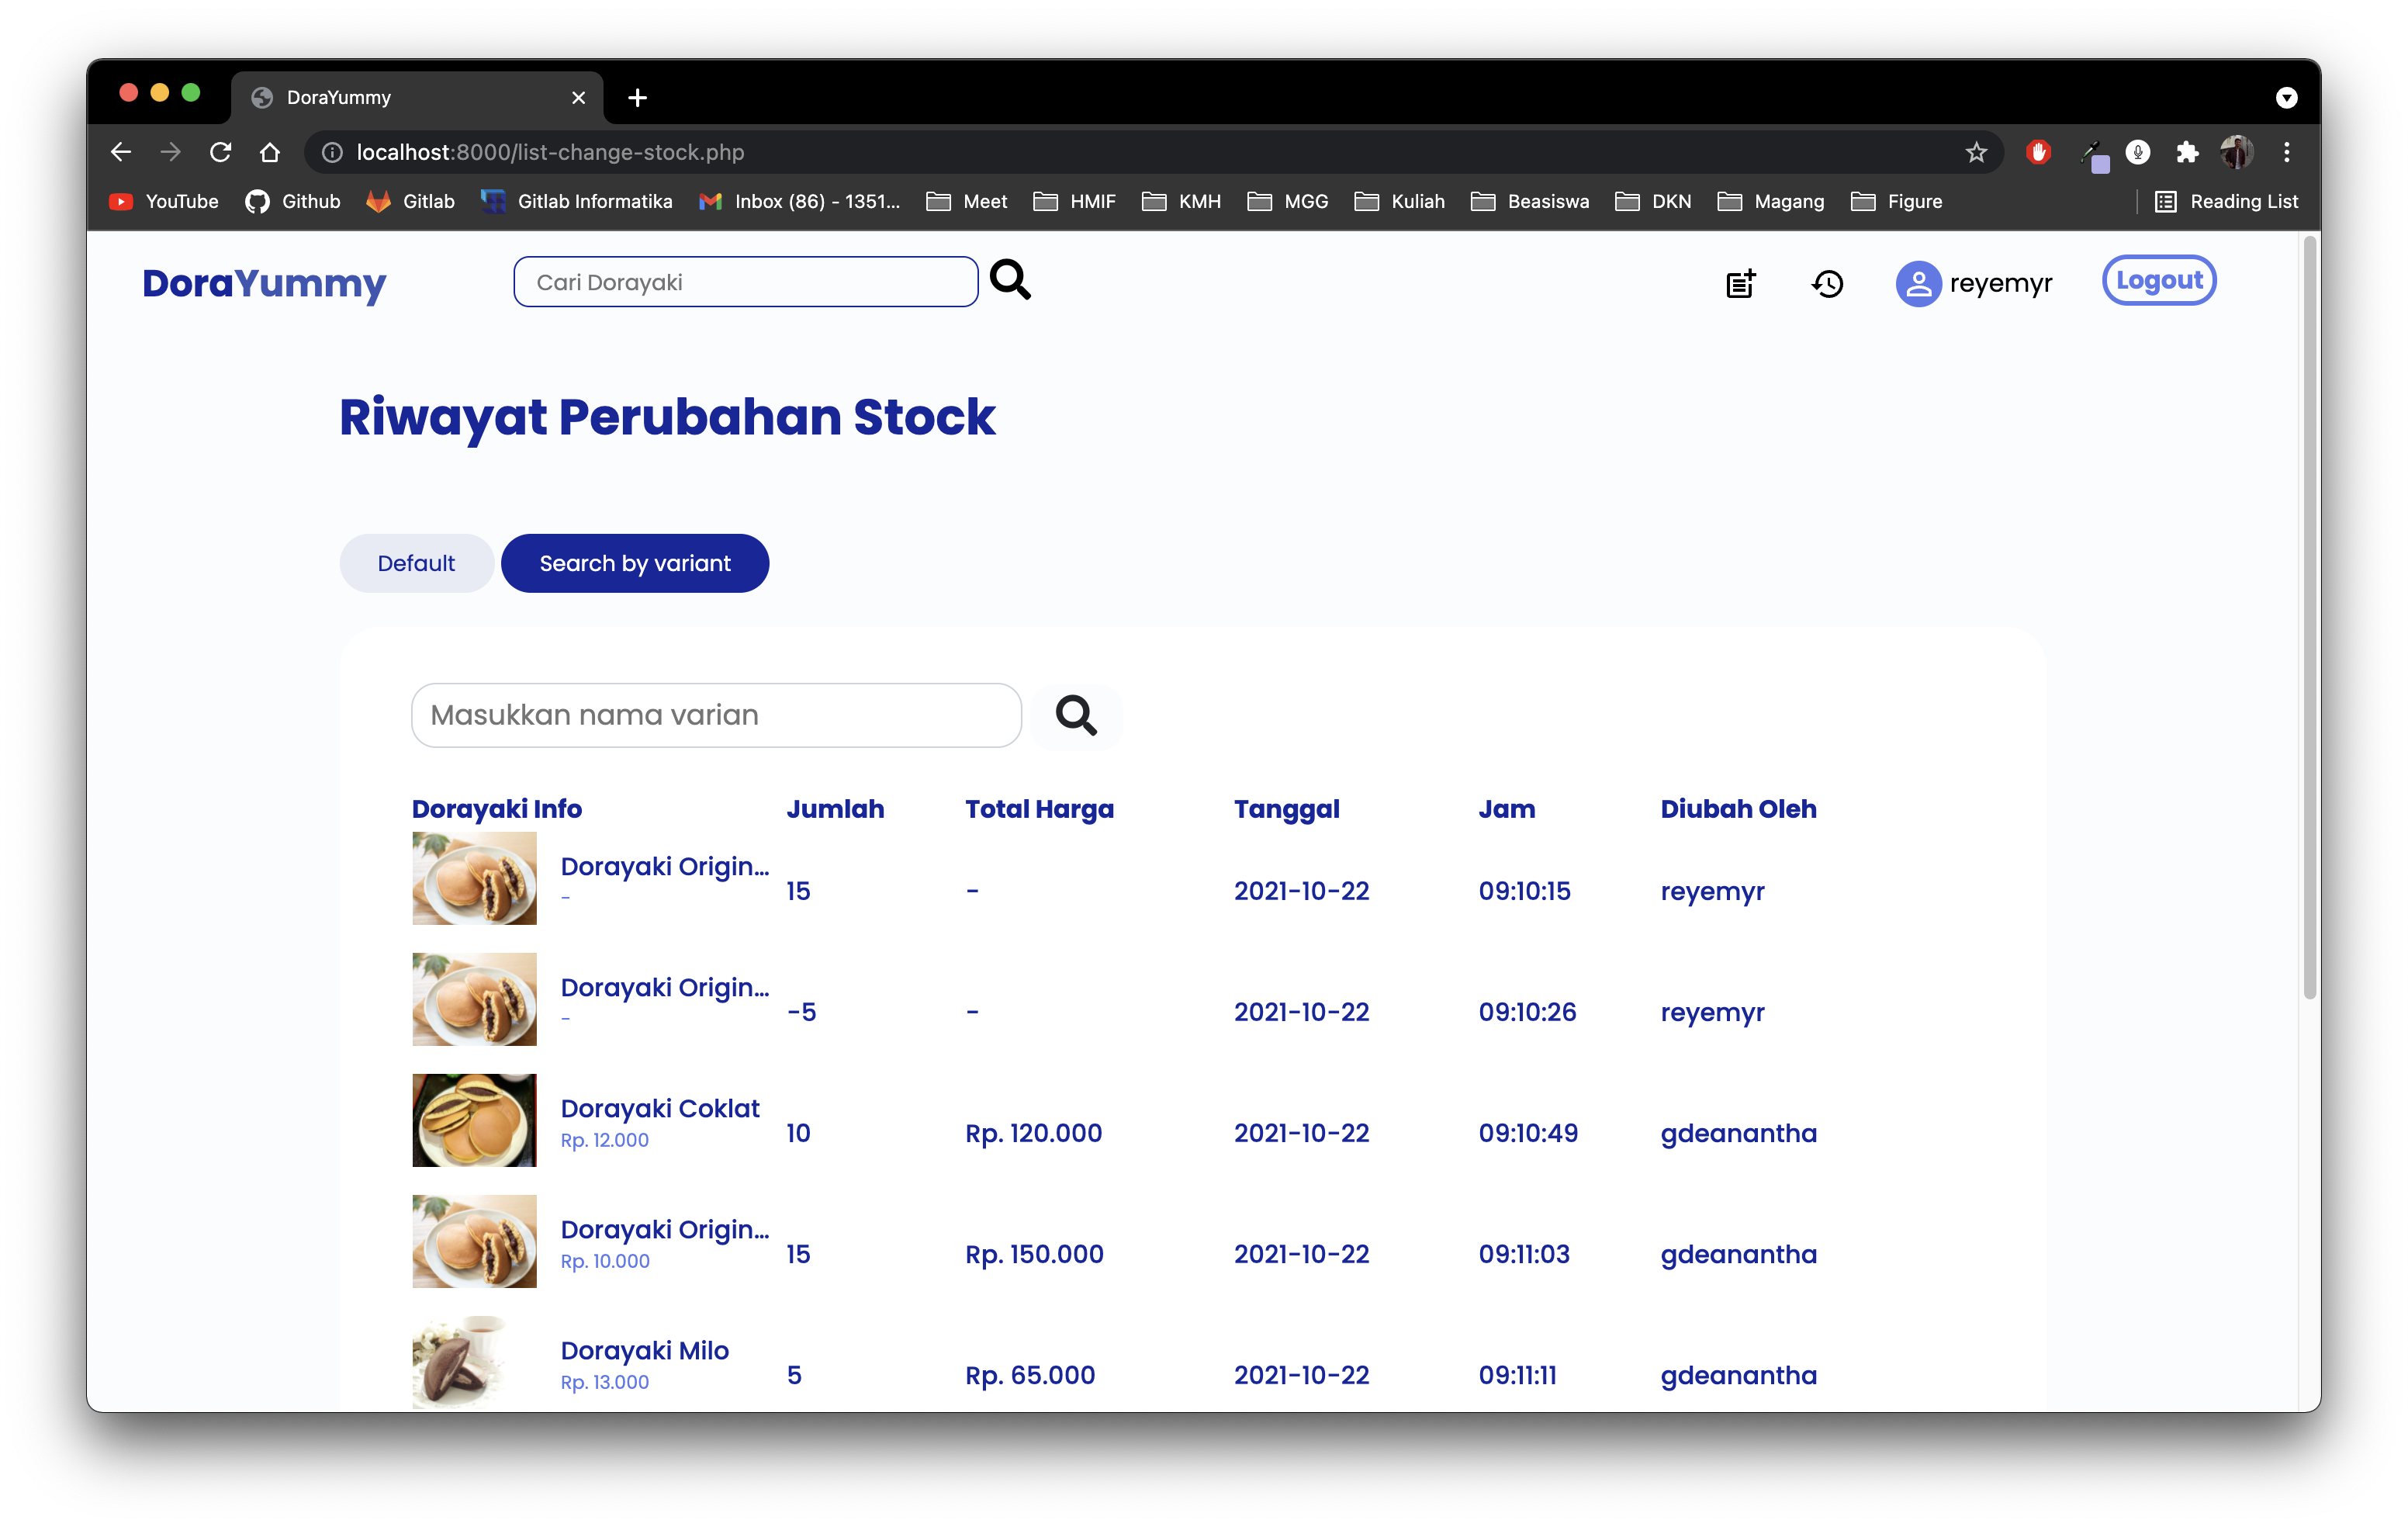 DoraYummy
localhost:8000/list-change-stock.php
YouTube Github Gitlab Gitlab Informatika Inbox (86) - 1351... Meet HMIF KMH MGG Kuliah Beasiswa DKN Magang Figure Reading List
DoraYummy Cari Dorayaki reyemyr Logout
Riwayat Perubahan Stock
Default Search by variant
Masukkan nama varian
Dorayaki Info Jumlah Total Harga Tanggal Jam Diubah Oleh
Dorayaki Origin...
-
15 - 2021-10-22 09:10:15 reyemyr
Dorayaki Origin...
-
-5 - 2021-10-22 09:10:26 reyemyr
Dorayaki Coklat
Rp. 12.000
10 Rp. 120.000 2021-10-22 09:10:49 gdeanantha
Dorayaki Origin...
Rp. 10.000
15 Rp. 150.000 2021-10-22 09:11:03 gdeanantha
Dorayaki Milo
Rp. 13.000
5 Rp. 65.000 2021-10-22 09:11:11 gdeanantha